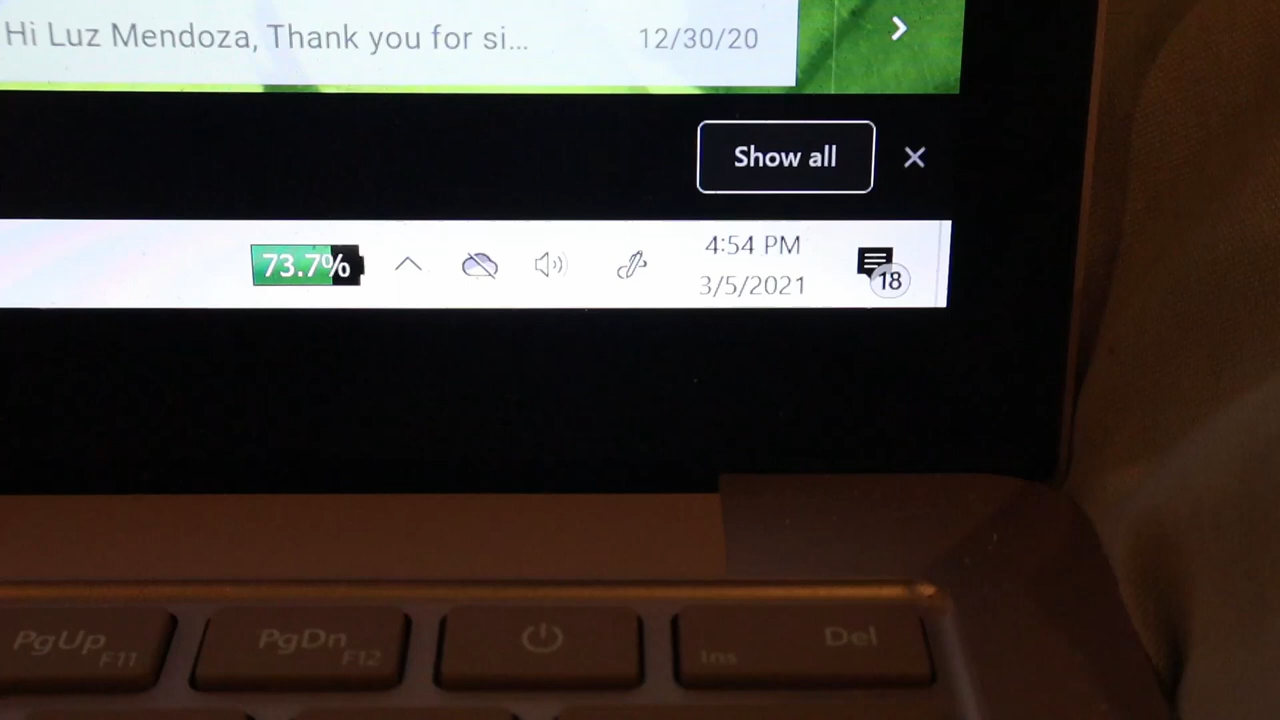 Hi Luz Mendoza, Thank you for si... 12/30/20
Show all
73.7%
4:54 PM
3/5/2021
18
PgUp F11
PgDn F12
Ins Del